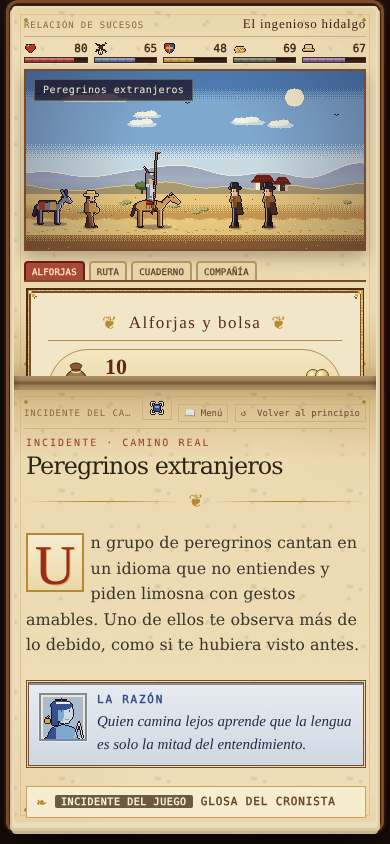 RELACIÓN DE SUCESOS
El ingenioso hidalgo
80 65 48 69 67
Peregrinos extranjeros
ALFORJAS RUTA CUADERNO COMPAÑÍA
Alforjas y bolsa
10
INCIDENTE DEL CA…
Menú
Volver al principio
INCIDENTE · CAMINO REAL
Peregrinos extranjeros
Un grupo de peregrinos cantan en
un idioma que no entiendes y
piden limosna con gestos
amables. Uno de ellos te observa más de
lo debido, como si te hubiera visto antes.
LA RAZÓN
Quien camina lejos aprende que la lengua
es solo la mitad del entendimiento.
INCIDENTE DEL JUEGO GLOSA DEL CRONISTA